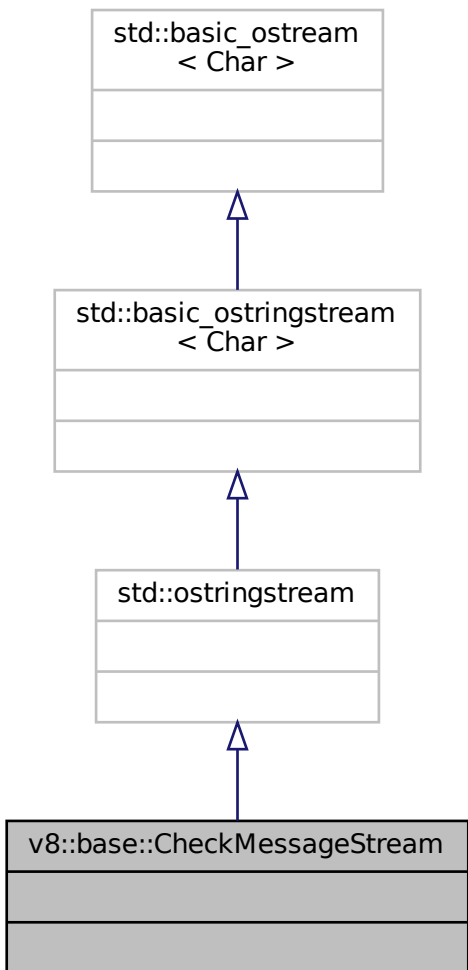 std::basic_ostream
< Char >
std::basic_ostringstream
< Char >
std::ostringstream
v8::base::CheckMessageStream